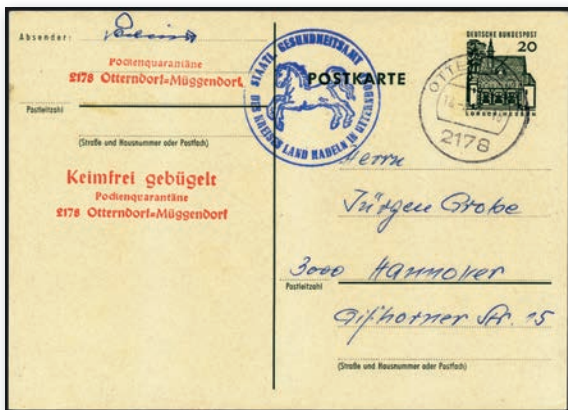 Absender:
Pockenquarantäne
2178 Otterndorf=Müggendorf
Postleitzahl
(Straße und Hausnummer oder Postfach)
Keimfrei gebügelt
Pockenquarantäne
2178 Otterndorf=Müggendorf
STAATL. GESUNDHEITSAMT
DES KREISES LAND HADELN IN OTTERNDORF
POSTKARTE
DEUTSCHE BUNDESPOST
20
LORSCH/HESSEN
2178
Herrn
Jürgen Grobe
3000 Hannover
Postleitzahl
Gifhorner Str. 15
(Straße und Hausnummer oder Postfach)